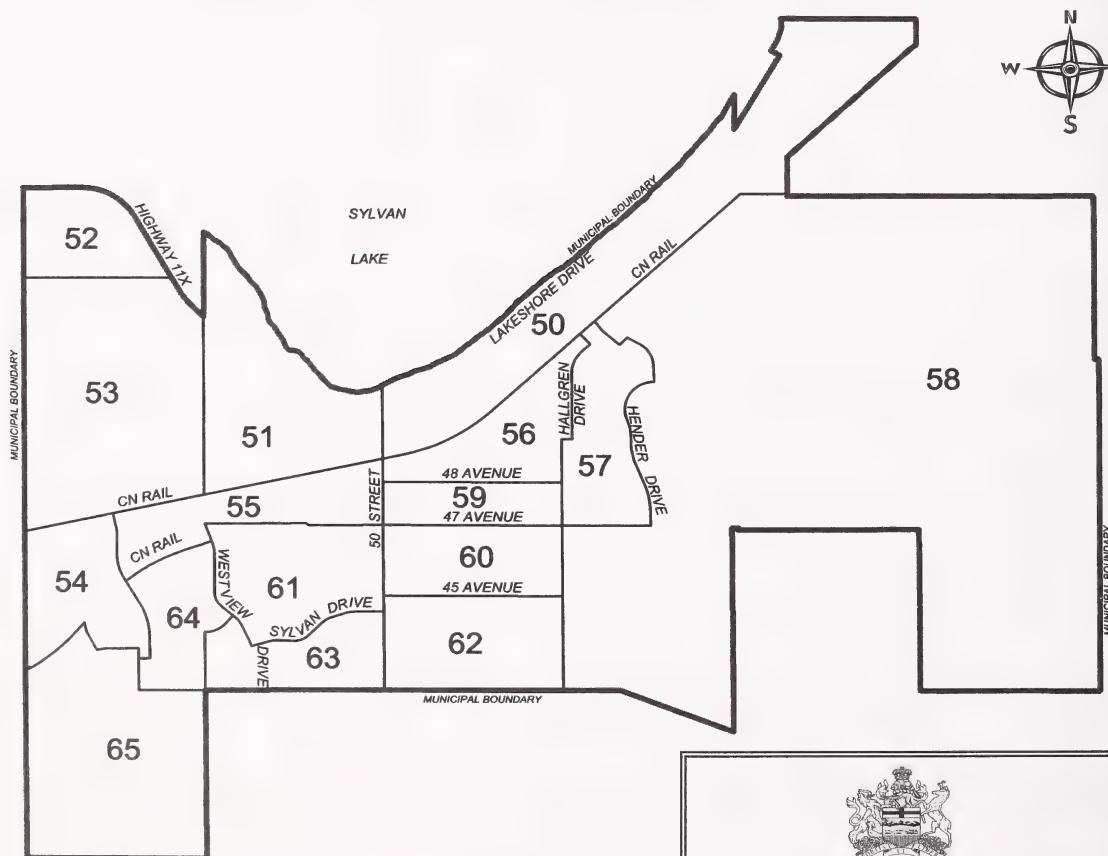 N
W
S
SYLVAN
LAKE
HIGHWAY 11X
MUNICIPAL BOUNDARY
LAKESHORE DRIVE
CN RAIL
52
50
53
51
58
MUNICIPAL BOUNDARY
HALLGREN
DRIVE
56
57
HENDER DRIVE
48 AVENUE
59
50 STREET
47 AVENUE
CN RAIL
55
CN RAIL
54
WESTVIEW
DRIVE
61
60
45 AVENUE
64
SYLVAN DRIVE
63
62
MUNICIPAL BOUNDARY
MUNICIPAL BOUNDARY
65